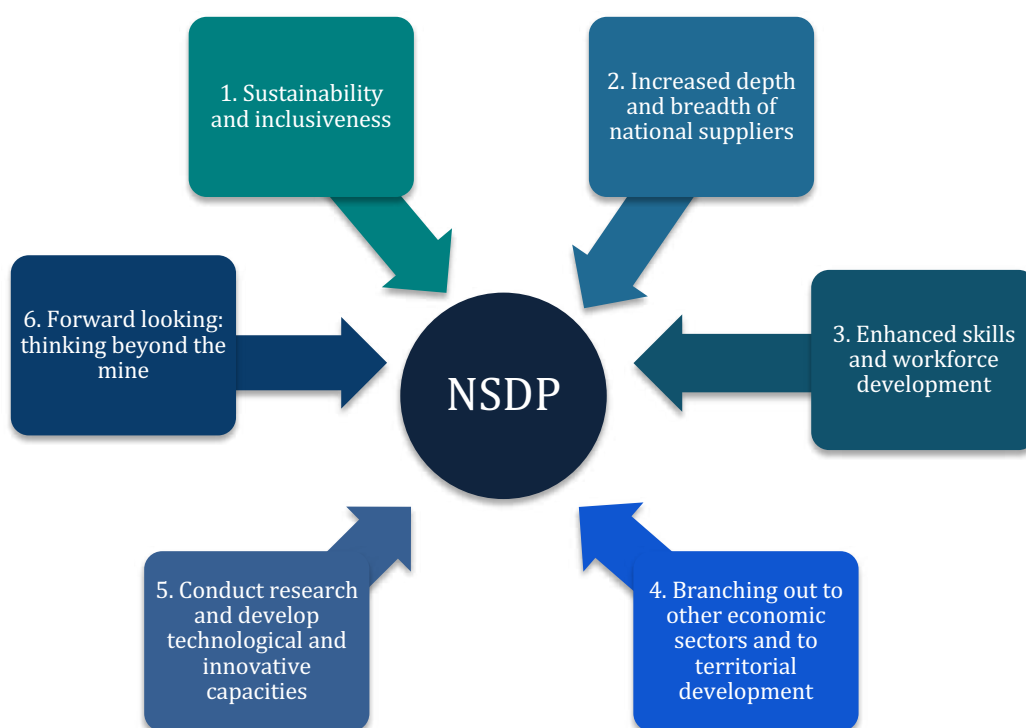 1. Sustainability
and inclusiveness
2. Increased depth
and breadth of
national suppliers
3. Enhanced skills
and workforce
development
4. Branching out to
other economic
sectors and to
territorial
development
5. Conduct research
and develop
technological and
innovative
capacities
6. Forward looking:
thinking beyond the
mine
NSDP